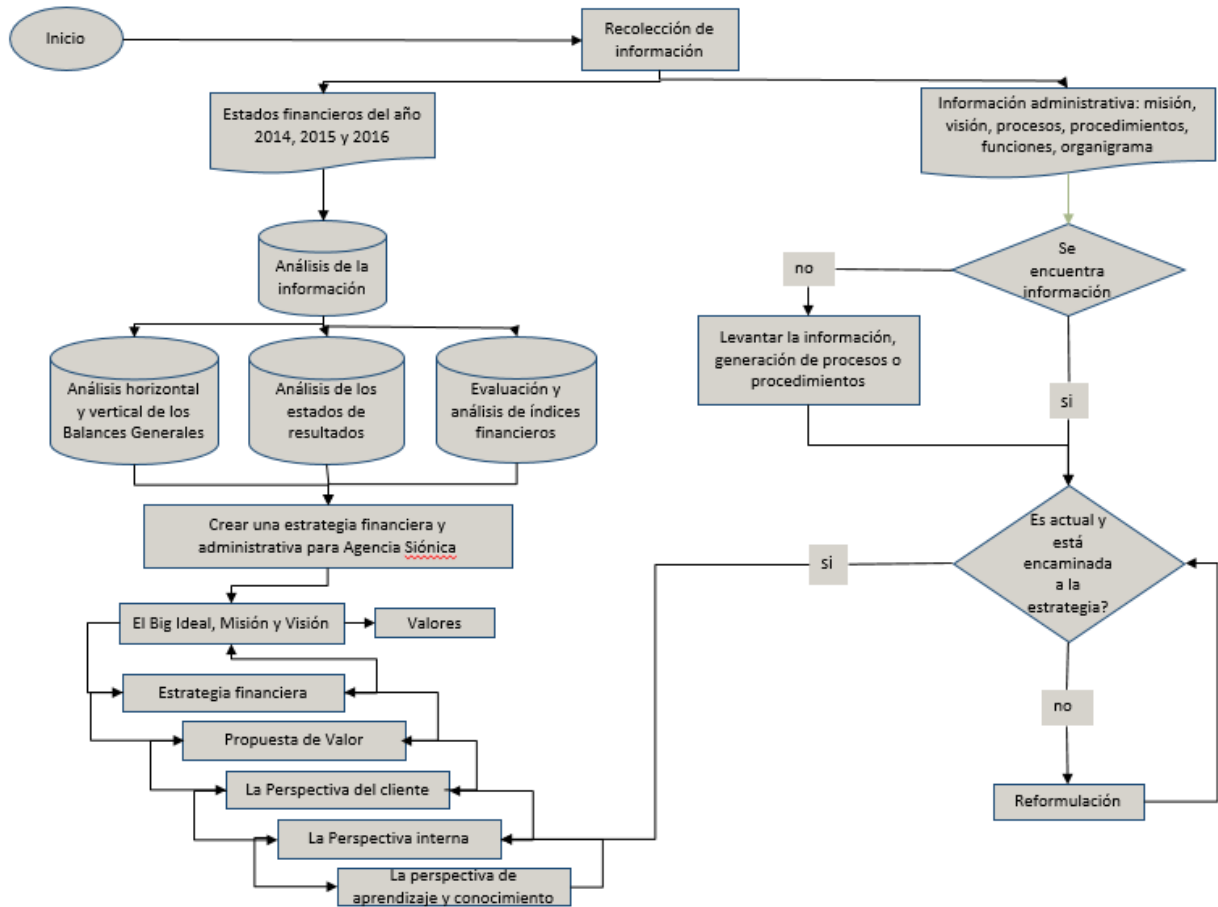 Inicio
Recolección de
información
Estados financieros del año
2014, 2015 y 2016
Información administrativa: misión,
visión, procesos, procedimientos,
funciones, organigrama
Análisis de la
información
Se
encuentra
información
no
Levantar la información,
generación de procesos o
procedimientos
si
Análisis horizontal
y vertical de los
Balances Generales
Análisis de los
estados de
resultados
Evaluación y
análisis de índices
financieros
Crear una estrategia financiera y
administrativa para Agencia Siónica
Es actual y
está
encaminada
a la
estrategia?
si
no
Reformulación
El Big Ideal, Misión y Visión
Valores
Estrategia financiera
Propuesta de Valor
La Perspectiva del cliente
La Perspectiva interna
La perspectiva de
aprendizaje y conocimiento